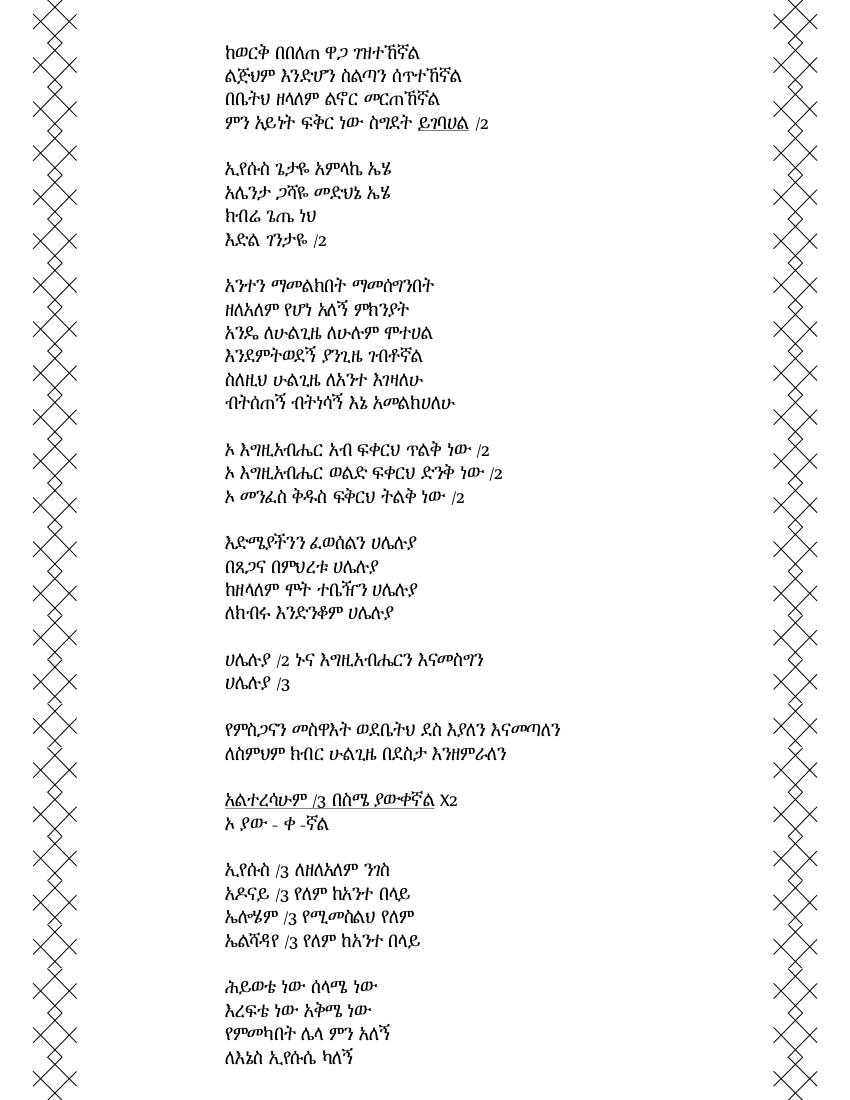 ከወርቅ በበለጠ ዋጋ ገዝተኸኛል
ልጅህም እንድሆን ስልጣን ሰጥተኸኛል
በቤትህ ዘላለም ልኖር መርጠኸኛል
ምን አይነት ፍቅር ነው ስግደት ይገባሀል /2
ኢየሱስ ጌታዬ አምላኬ ኤሄ
አሌንታ ጋሻዬ መድህኔ ኤሄ
ክብሬ ጌጤ ነህ
እድል ገንታዬ /2
አንተን ማመልክበት ማመሰግንበት
ዘለአለም የሆነ አለኝ ምክንያት
አንዴ ለሁልጊዜ ለሁሉም ሞተሀል
እንደምትወደኝ ያንጊዜ ገብቶኛል
ስለዚህ ሁልጊዜ ለአንተ እገዛለሁ
ብትሰጠኝ ብትነሳኝ እኔ አመልክሀለሁ
ኦ እግዚአብሔር አብ ፍቀርህ ጥልቅ ነው /2
ኦ እግዚአብሔር ወልድ ፍቀርህ ድንቅ ነው /2
ኦ መንፈስ ቅዱስ ፍቅርህ ትልቅ ነው /2
እድሜያችንን ፈወሰልን ሀሌሉያ
በጸጋና በምህረቱ ሀሌሉያ
ከዘላለም ሞት ተቤዥን ሀሌሉያ
ለክብሩ እንድንቆም ሀሌሉያ
ሀሌሉያ /2 ኑና እግዚአብሔርን እናመስግን
ሀሌሉያ /3
የምስጋናን መስዋእት ወደቤትህ ደስ እያለን እናመጣለን
ለስምህም ክብር ሁልጊዜ በደስታ እንዘምራለን
አልተረሳሁም /3 በስሜ ያውቀኛል X2
ኦ ያው - ቀ -ኛል
ኢየሱስ /3 ለዘለአለም ንገስ
አዶናይ /3 የለም ከአንተ በላይ
ኤሎሄም /3 የሚመስልህ የለም
ኤልሻዳየ /3 የለም ከአንተ በላይ
ሕይወቴ ነው ሰላሜ ነው
እረፍቴ ነው አቅሜ ነው
የምመካበት ሌላ ምን አለኝ
ለእኔስ ኢየሱሴ ካለኝ